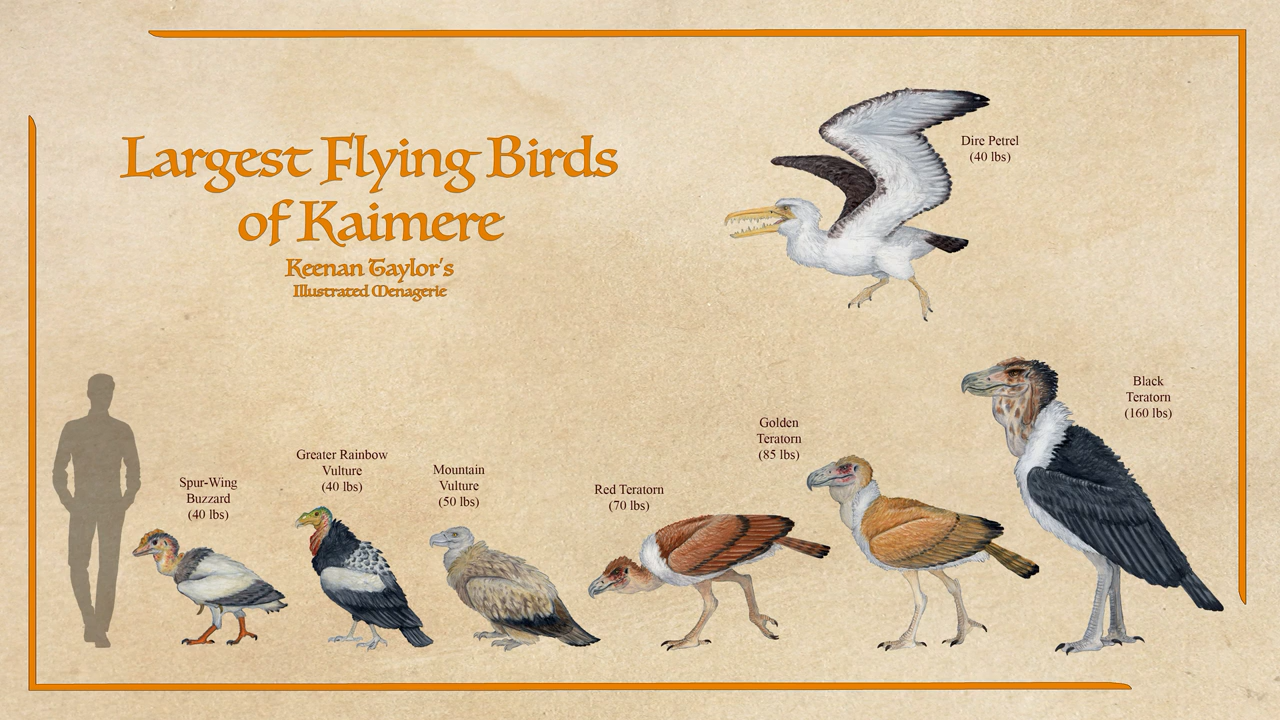 Largest Flying Birds
of Kaimere
Keenan Taylor's
Illustrated Menagerie
Dire Petrel
(40 lbs)
Black
Teratorn
(160 lbs)
Golden
Teratorn
(85 lbs)
Greater Rainbow
Vulture
(40 lbs)
Mountain
Vulture
(50 lbs)
Spur-Wing
Buzzard
(40 lbs)
Red Teratorn
(70 lbs)